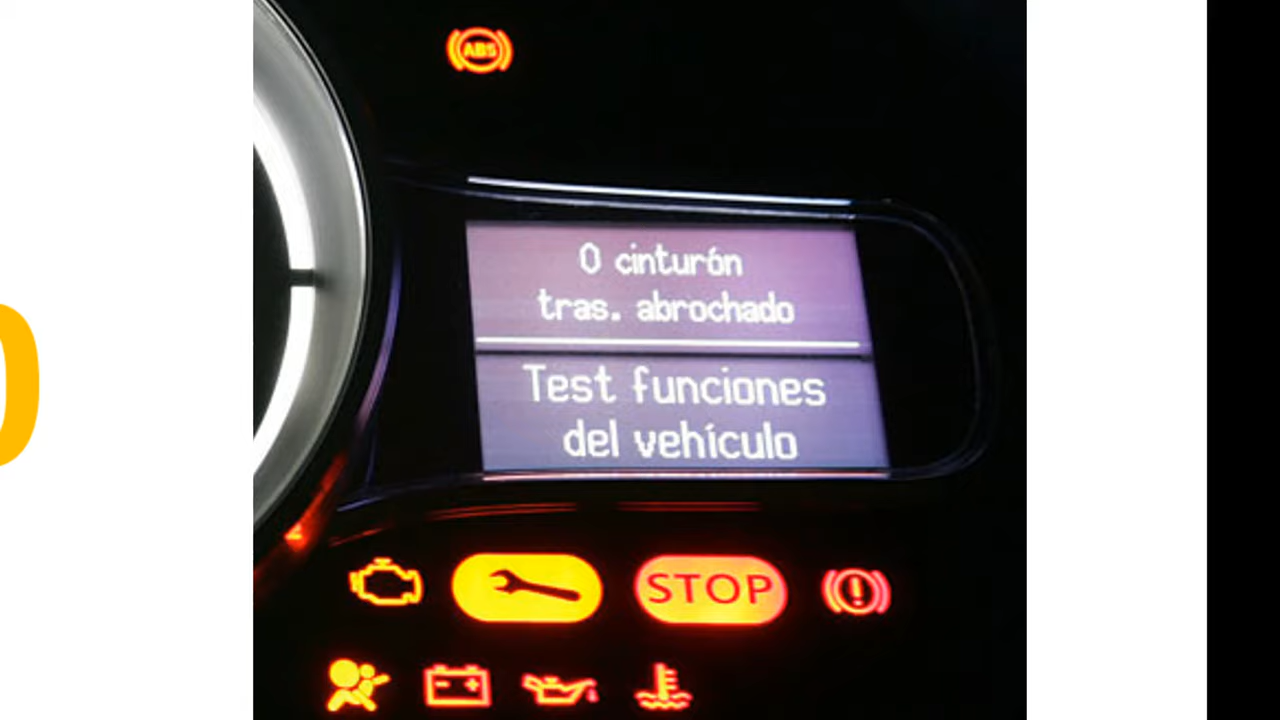 ABS
0 cinturón
tras. abrochado
Test funciones
del vehículo
STOP